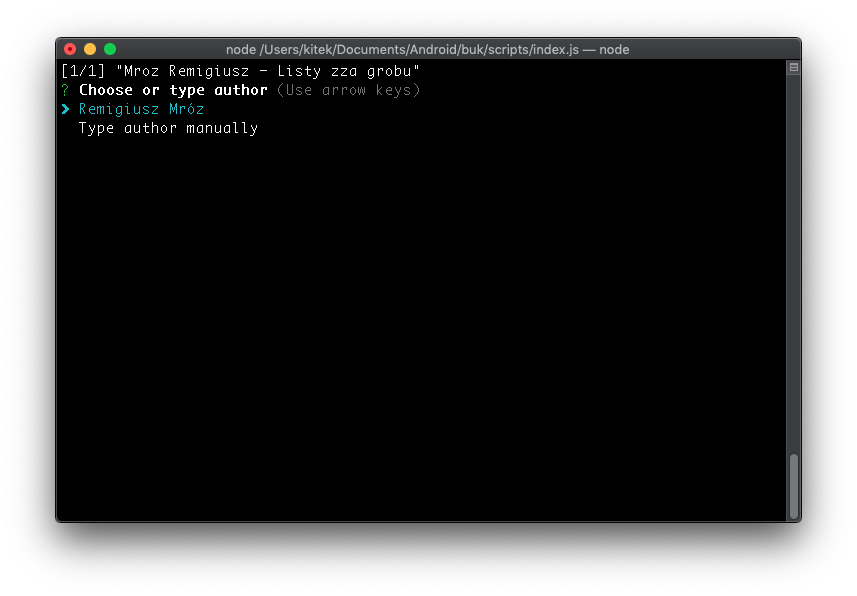 node /Users/kitek/Documents/Android/buk/scripts/index.js — node
[1/1] "Mroz Remigiusz - Listy zza grobu"
? Choose or type author (Use arrow keys)
❯ Remigiusz Mróz
Type author manually